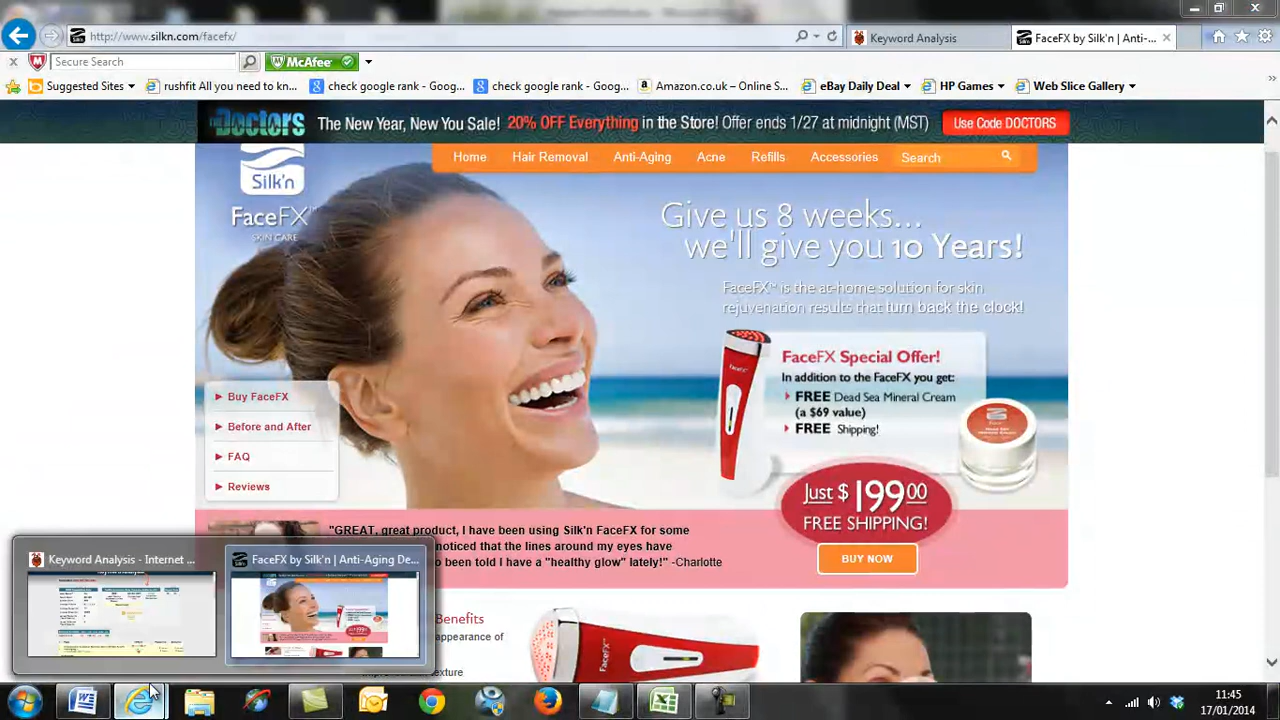 http://www.silkn.com/facefx/
Keyword Analysis
FaceFX by Silk'n | Anti-...
Secure Search
McAfee
Suggested Sites
rushfit All you need to kn...
check google rank - Goog...
check google rank - Goog...
Amazon.co.uk – Online S...
eBay Daily Deal
HP Games
Web Slice Gallery
the Doctors
The New Year, New You Sale! 20% OFF Everything in the Store! Offer ends 1/27 at midnight (MST)
Use Code DOCTORS
Silk'n
Home
Hair Removal
Anti-Aging
Acne
Refills
Accessories
Search
FaceFX™
SKIN CARE
Give us 8 weeks...
we'll give you 10 Years!
FaceFX™ is the at-home solution for skin
rejuvenation results that turn back the clock!
FaceFX Special Offer!
In addition to the FaceFX you get:
FREE Dead Sea Mineral Cream
(a $69 value)
FREE Shipping!
Buy FaceFX
Before and After
FAQ
Reviews
Just $199.00
FREE SHIPPING!
BUY NOW
"GREAT, great product, I have been using Silk'n FaceFX for some
noticed that the lines around my eyes have
been told I have a "healthy glow" lately!" -Charlotte
Keyword Analysis - Internet ...
FaceFX by Silk'n | Anti-Aging De...
Benefits
appearance of
texture
FaceFX
11:45
17/01/2014